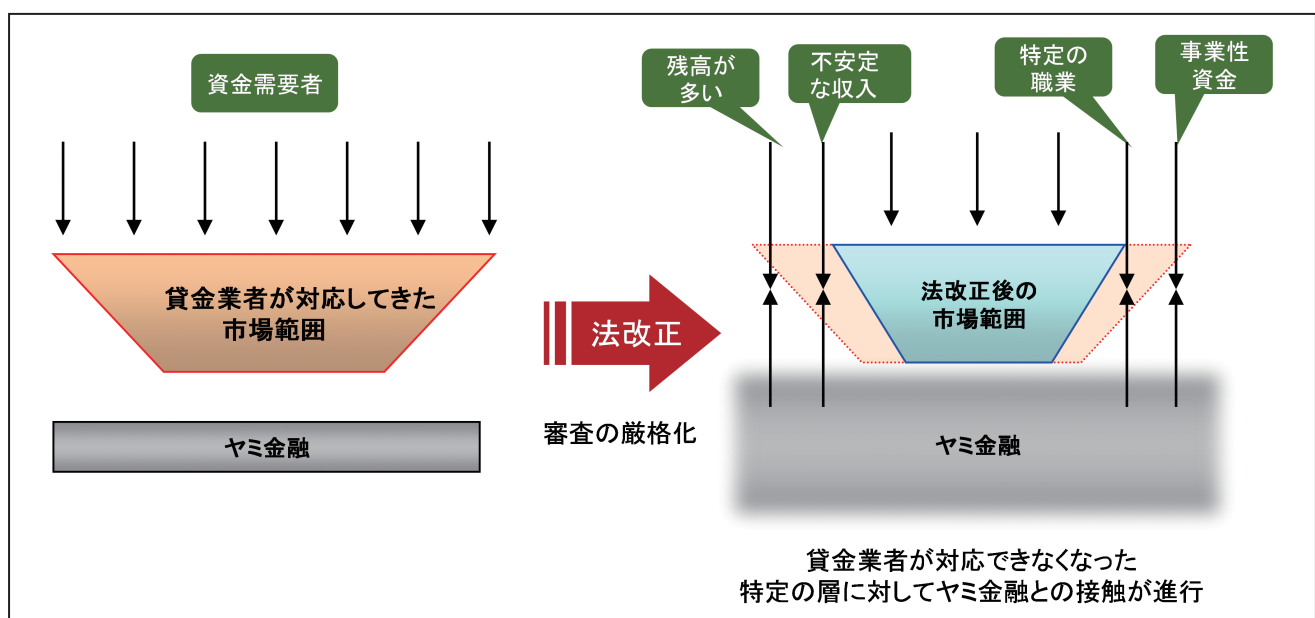 資金需要者
貸金業者が対応してきた
市場範囲
ヤミ金融
法改正
審査の厳格化
残高が
多い
不安定
な収入
特定の
職業
事業性
資金
法改正後の
市場範囲
ヤミ金融
貸金業者が対応できなくなった
特定の層に対してヤミ金融との接触が進行